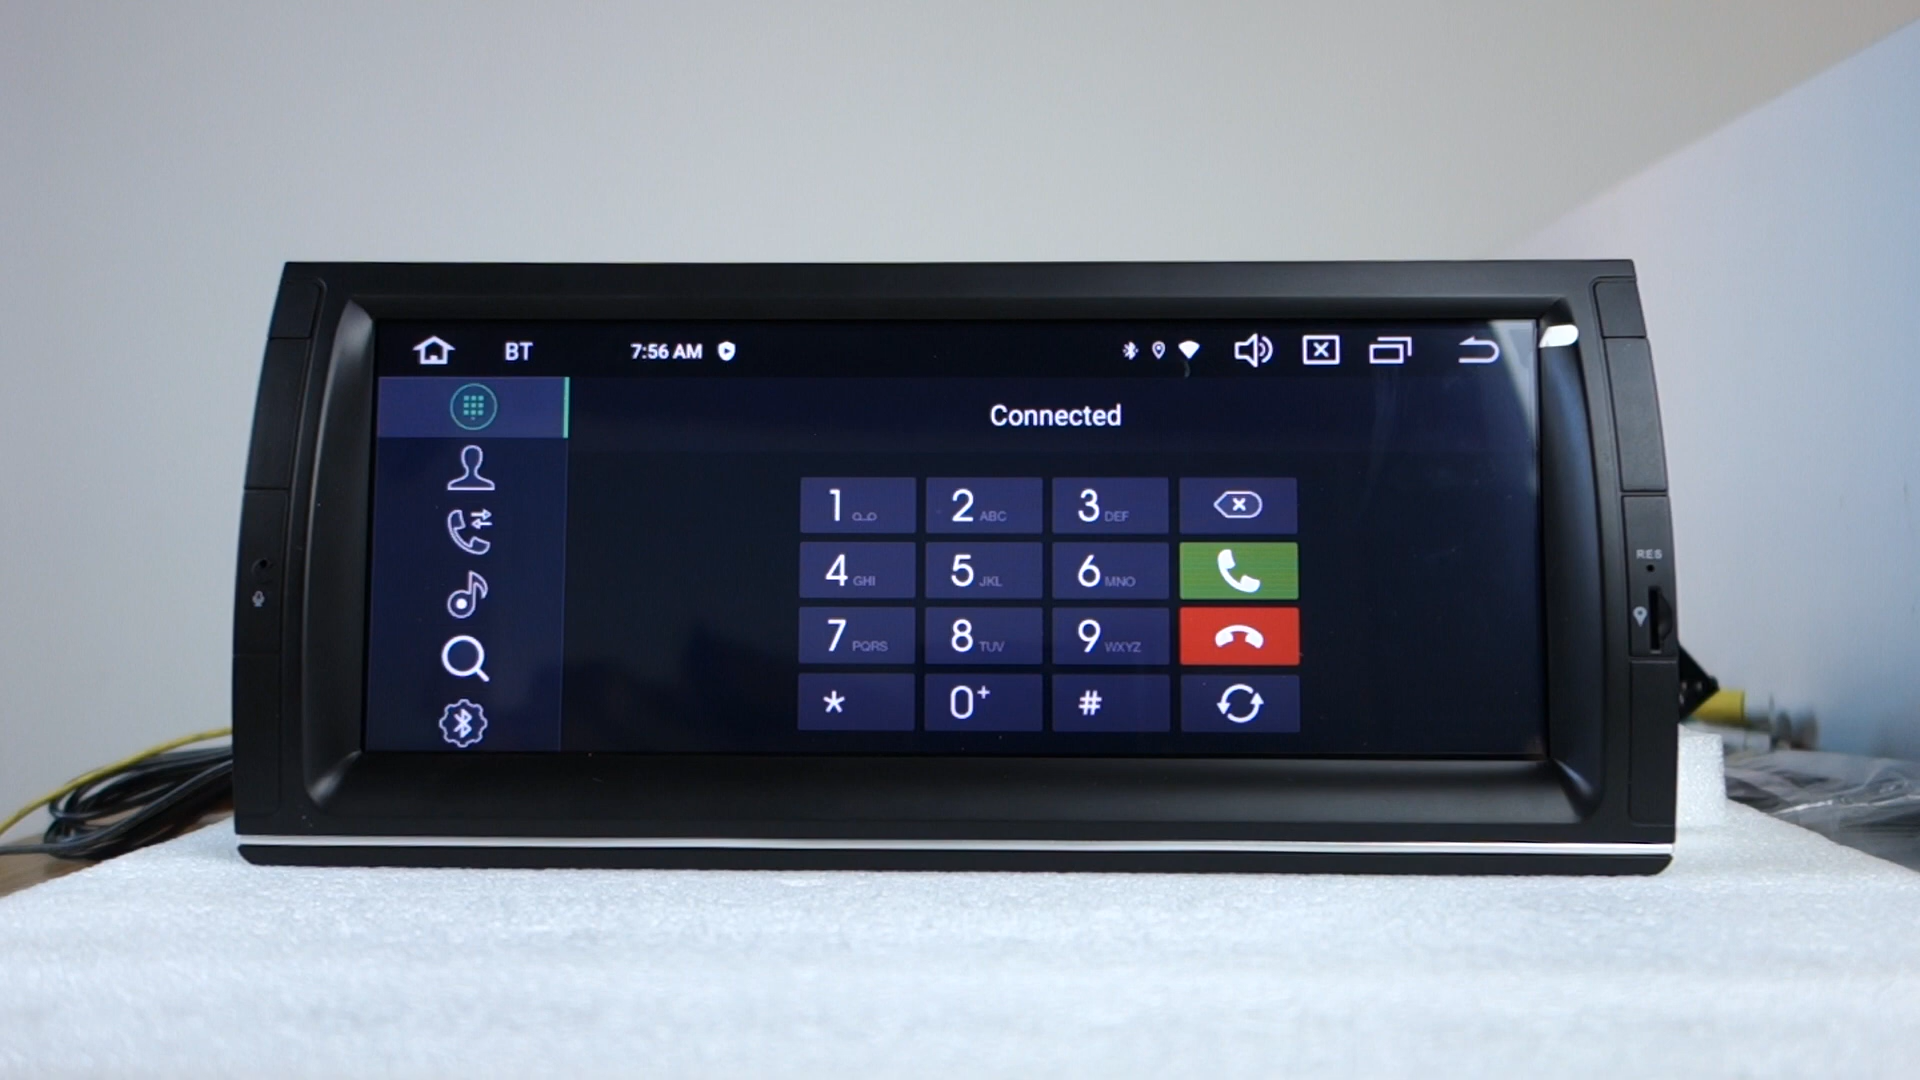 BT 7:56 AM
Connected
1 2 ABC 3 DEF
4 GHI 5 JKL 6 MNO
7 PQRS 8 TUV 9 WXYZ
* 0+ #
RES